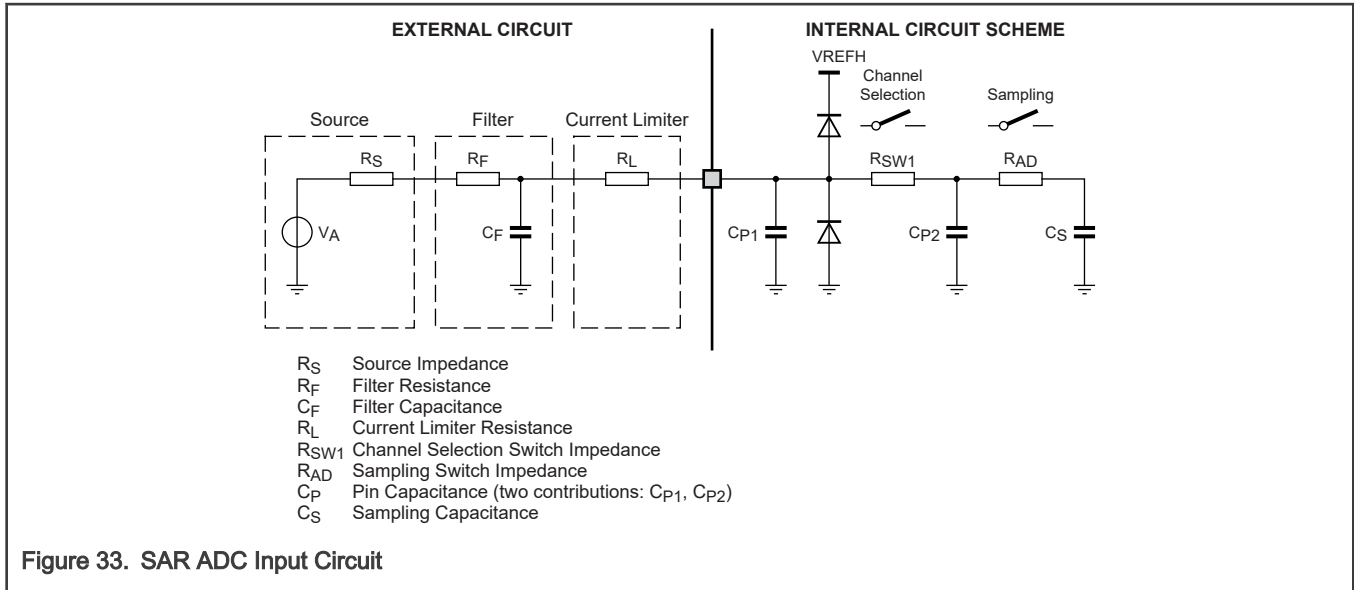 EXTERNAL CIRCUIT
INTERNAL CIRCUIT SCHEME
VREFH
Channel
Selection
Sampling
Source
Filter
Current Limiter
RS
RF
RL
RSW1
RAD
VA
CF
CP1
CP2
CS
RS Source Impedance
RF Filter Resistance
CF Filter Capacitance
RL Current Limiter Resistance
RSW1 Channel Selection Switch Impedance
RAD Sampling Switch Impedance
CP Pin Capacitance (two contributions: CP1, CP2)
CS Sampling Capacitance
Figure 33. SAR ADC Input Circuit